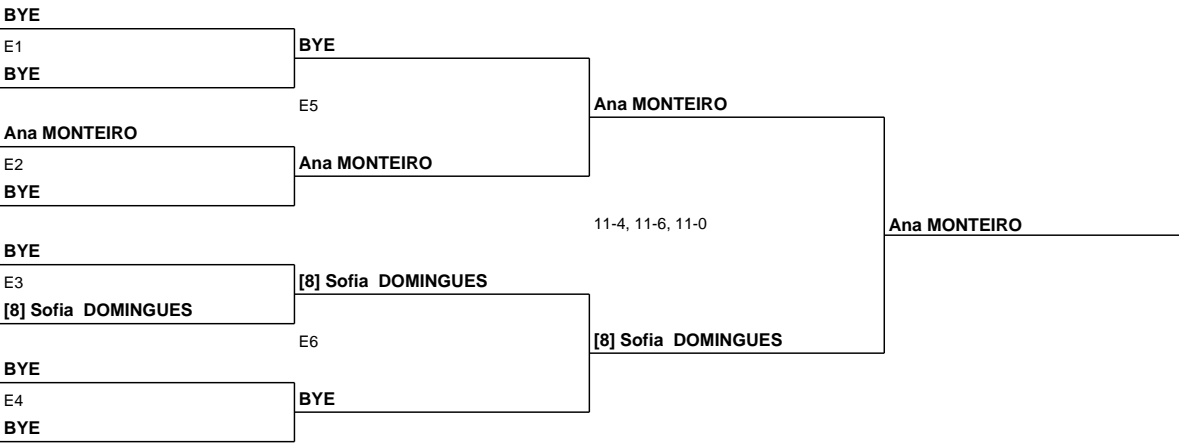 BYE
E1
BYE
BYE
E5
Ana MONTEIRO
Ana MONTEIRO
E2
Ana MONTEIRO
BYE
11-4, 11-6, 11-0
Ana MONTEIRO
BYE
E3
[8] Sofia  DOMINGUES
[8] Sofia  DOMINGUES
E6
[8] Sofia  DOMINGUES
BYE
E4
BYE
BYE